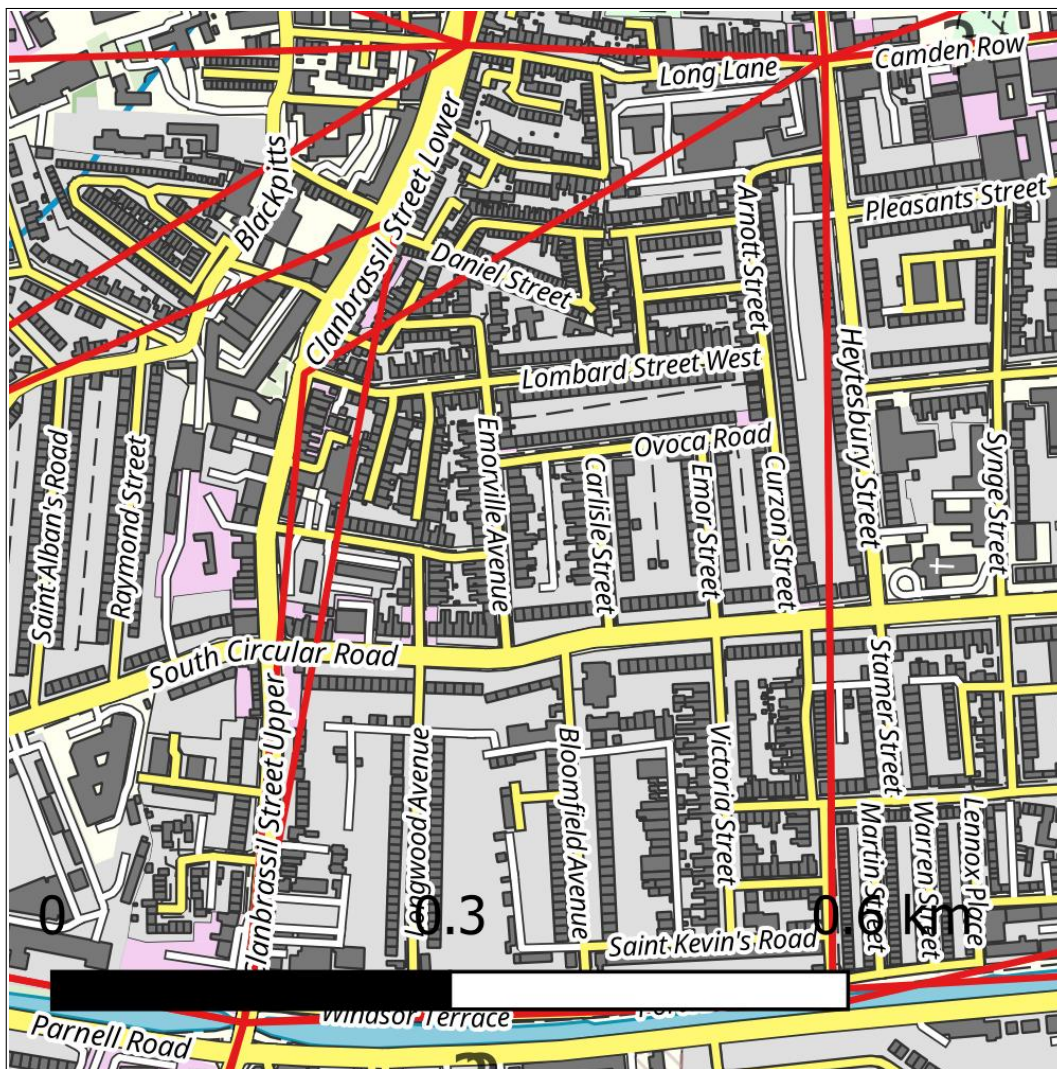 Long Lane
Camden Row
Clanbrassil Street Lower
Blackpitts
Pleasants Street
Arnott Street
Daniel Street
Lombard Street West
Heytesbury Street
Ovoca Road
Emorville Avenue
Carlisle Street
Emor Street
Curzon Street
Synge Street
Saint Alban's Road
Raymond Street
South Circular Road
Stamer Street
Clanbrassil Street Upper
Longwood Avenue
Bloomfield Avenue
Victoria Street
Martin Street
Warren Street
Lennox Place
0
0.3
0.6 km
Saint Kevin's Road
Windsor Terrace
Parnell Road